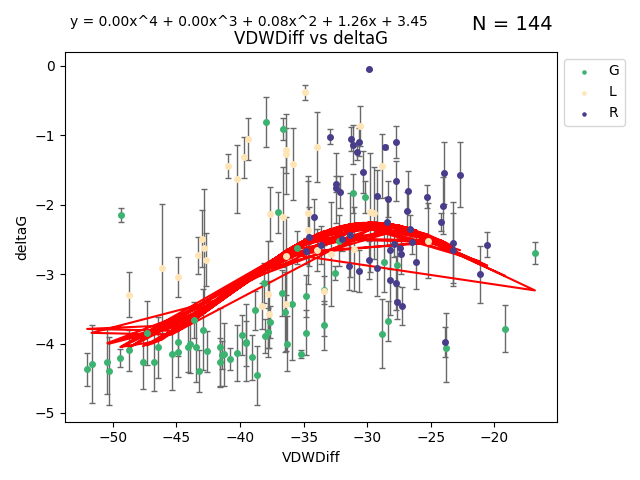 y = 0.00x^4 + 0.00x^3 + 0.08x^2 + 1.26x + 3.45
N = 144
VDWDiff vs deltaG
0
−1
−2
−3
−4
−5
deltaG
−50
−45
−40
−35
−30
−25
−20
VDWDiff
G
L
R